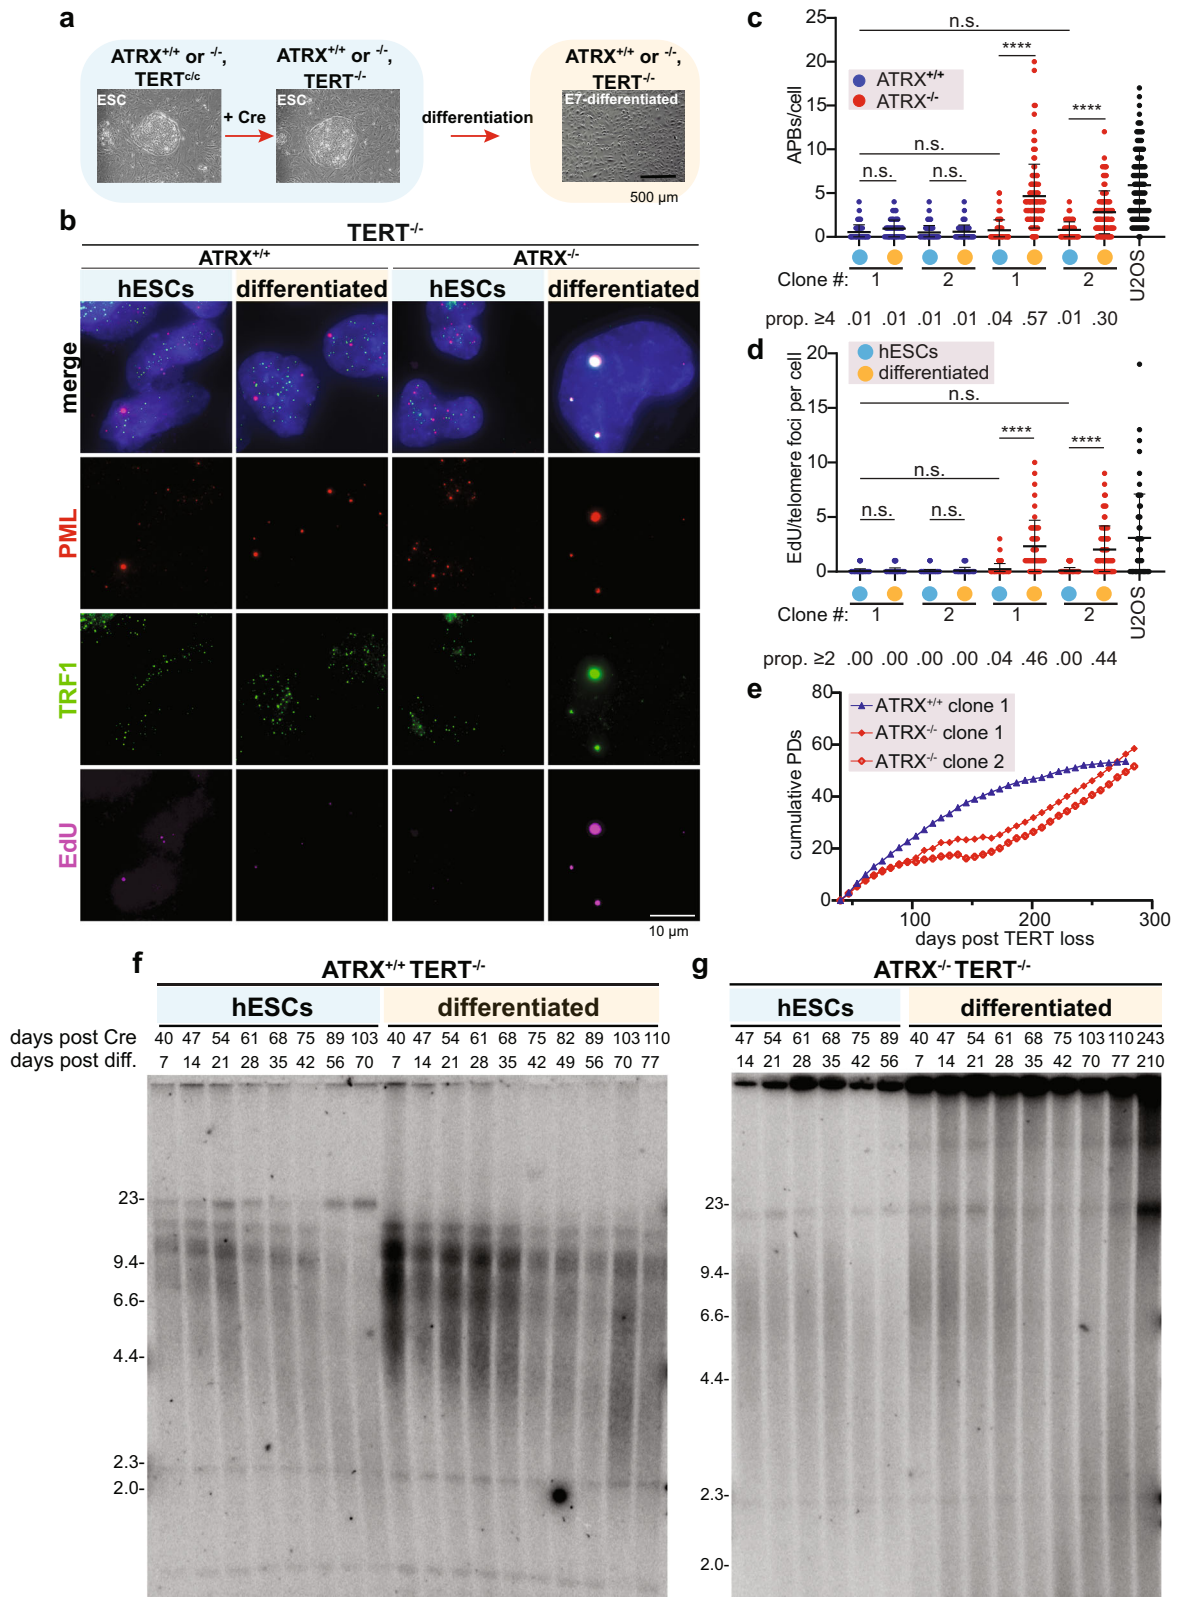 a
ATRX+/+ or -/-,
TERTc/c
ATRX+/+ or -/-,
TERT-/-
ATRX+/+ or -/-,
TERT-/-
ESC
+ Cre
ESC
differentiation
E7-differentiated
500 µm
b
TERT-/-
ATRX+/+
ATRX-/-
hESCs
differentiated
hESCs
differentiated
merge
PML
TRF1
EdU
10 µm
c
APBs/cell
25
20
15
10
5
0
ATRX+/+
ATRX-/-
n.s.
****
****
n.s.
n.s.
n.s.
Clone #: 1 2 1 2
U2OS
prop. ≥4 .01 .01 .01 .01 .04 .57 .01 .30
d
EdU/telomere foci per cell
20
15
10
5
0
hESCs
differentiated
n.s.
****
****
n.s.
n.s.
n.s.
Clone #: 1 2 1 2
U2OS
prop. ≥2 .00 .00 .00 .00 .04 .46 .00 .44
e
cumulative PDs
80
60
40
20
0
ATRX+/+ clone 1
ATRX-/- clone 1
ATRX-/- clone 2
100 200 300
days post TERT loss
f
ATRX+/+ TERT-/-
hESCs
differentiated
days post Cre 40 47 54 61 68 75 89 103 40 47 54 61 68 75 82 89 103 110
days post diff. 7 14 21 28 35 42 56 70 7 14 21 28 35 42 49 56 70 77
23-
9.4-
6.6-
4.4-
2.3-
2.0-
g
ATRX-/- TERT-/-
hESCs
differentiated
47 54 61 68 75 89 40 47 54 61 68 75 103 110 243
14 21 28 35 42 56 7 14 21 28 35 42 70 77 210
23-
9.4-
6.6-
4.4-
2.3-
2.0-